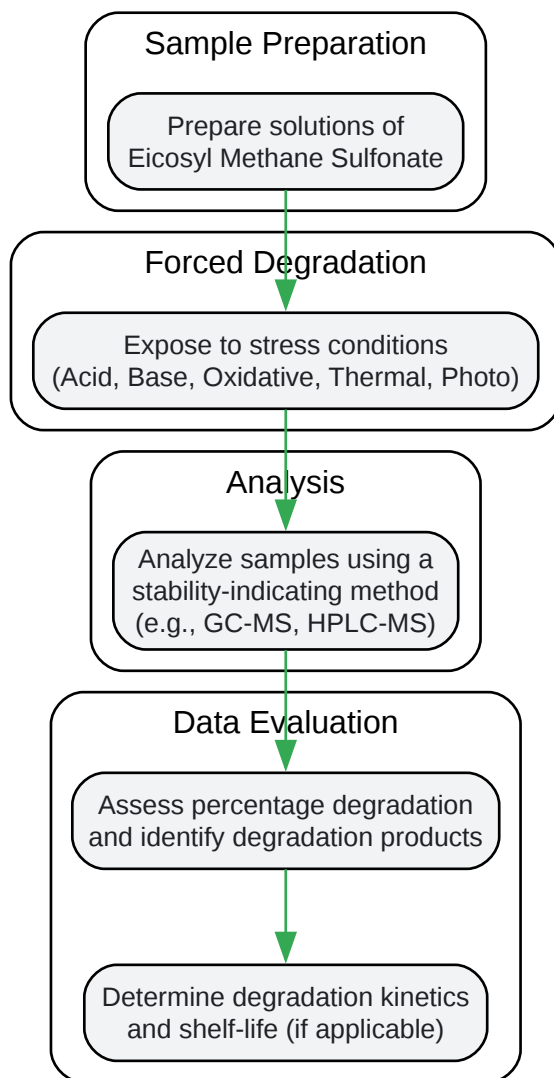 Sample Preparation
Prepare solutions of
Eicosyl Methane Sulfonate
Forced Degradation
Expose to stress conditions
(Acid, Base, Oxidative, Thermal, Photo)
Analysis
Analyze samples using a
stability-indicating method
(e.g., GC-MS, HPLC-MS)
Data Evaluation
Assess percentage degradation
and identify degradation products
Determine degradation kinetics
and shelf-life (if applicable)